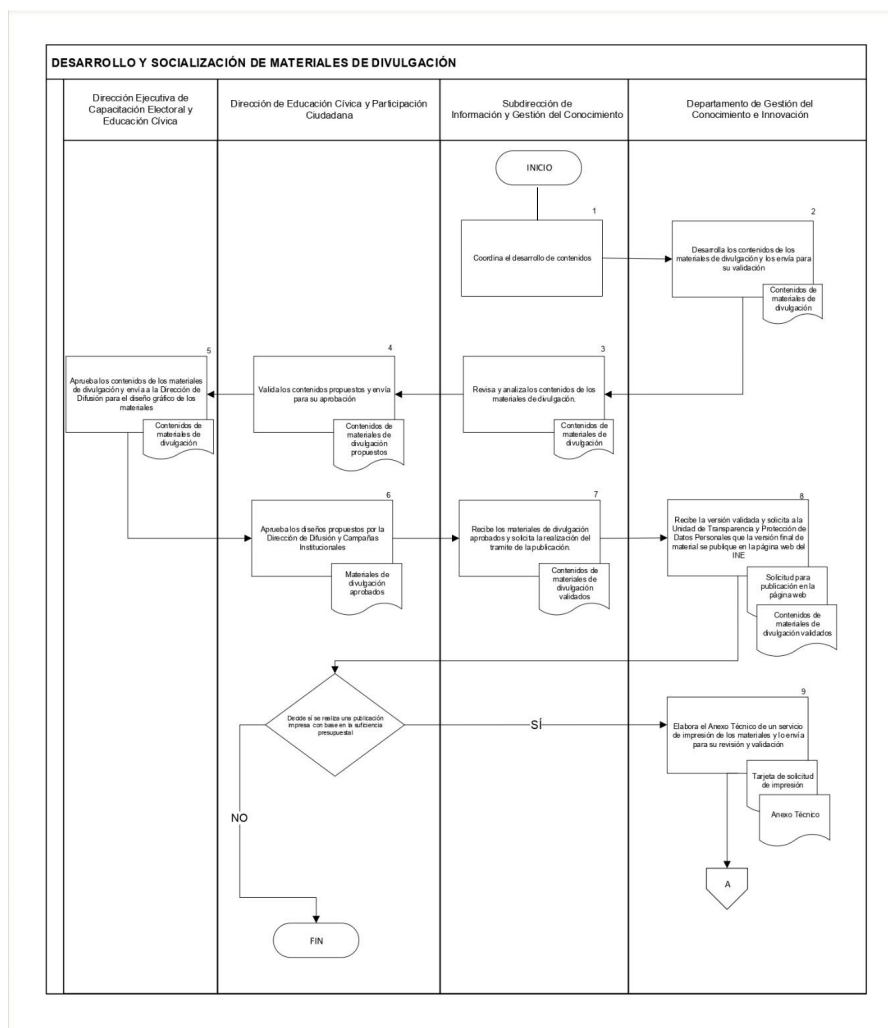 DESARROLLO Y SOCIALIZACIÓN DE MATERIALES DE DIVULGACIÓN
Dirección Ejecutiva de
Capacitación Electoral y
Educación Cívica
Dirección de Educación Cívica y Participación
Ciudadana
Subdirección de
Información y Gestión del Conocimiento
Departamento de Gestión del
Conocimiento e Innovación
INICIO
1
Coordina el desarrollo de contenidos
2
Desarrolla los contenidos de los
materiales de divulgación y los envía para
su validación
Contenidos de
materiales de
divulgación
3
Revisa y analiza los contenidos de los
materiales de divulgación.
Contenidos de
materiales de
divulgación
4
Valida los contenidos propuestos y envía
para su aprobación
Contenidos de
materiales de
divulgación
propuestos
5
Aprueba los contenidos de los materiales
de divulgación y envía a la Dirección de
Difusión para el diseño gráfico de los
materiales
Contenidos de
materiales de
divulgación
6
Aprueba los diseños propuestos por la
Dirección de Difusión y Campañas
Institucionales
Materiales de
divulgación
aprobados
7
Recibe los materiales de divulgación
aprobados y solicita la realización del
tramite de la publicación.
Contenidos de
materiales de
divulgación
validados
8
Recibe la versión validada y solicita a la
Unidad de Transparencia y Protección de
Datos Personales que la versión final de
material se publique en la página web del
INE
Solicitud para
publicación en la
página web
Contenidos de
materiales de
divulgación validados
Decide sí se realiza una publicación
impresa con base en la suficiencia
presupuestal
SÍ
NO
9
Elabora el Anexo Técnico de un servicio
de impresión de los materiales y lo envía
para su revisión y validación
Tarjeta de solicitud
de impresión
Anexo Técnico
A
FIN